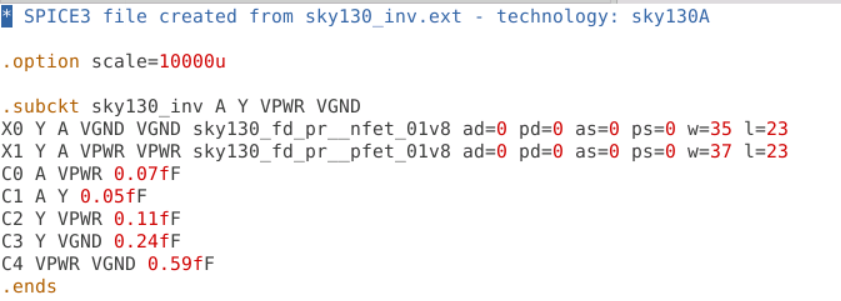 * SPICE3 file created from sky130_inv.ext - technology: sky130A
.option scale=10000u
.subckt sky130_inv A Y VPWR VGND
X0 Y A VGND VGND sky130_fd_pr__nfet_01v8 ad=0 pd=0 as=0 ps=0 w=35 l=23
X1 Y A VPWR VPWR sky130_fd_pr__pfet_01v8 ad=0 pd=0 as=0 ps=0 w=37 l=23
C0 A VPWR 0.07fF
C1 A Y 0.05fF
C2 Y VPWR 0.11fF
C3 Y VGND 0.24fF
C4 VPWR VGND 0.59fF
.ends